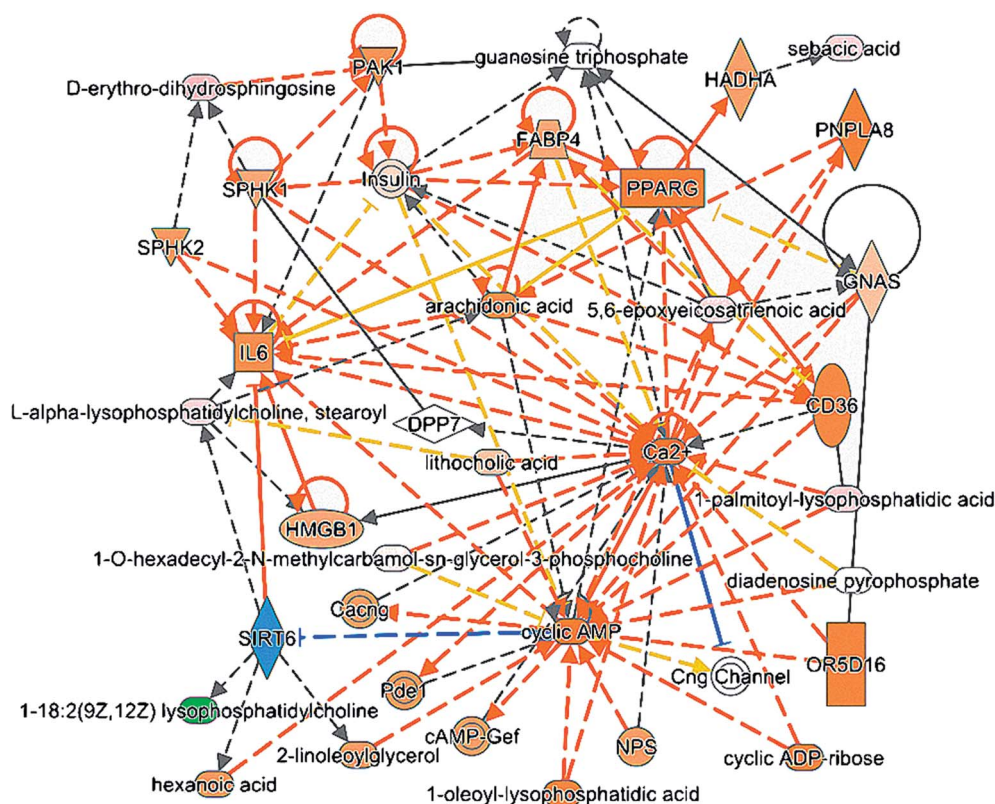 guanosine triphosphate
sebacic acid
PAK1
HADHA
D-erythro-dihydrosphingosine
PNPLA8
FABP4
Insulin
PPARG
SPHK1
SPHK2
GNAS
arachidonic acid
5,6-epoxyeicosatrienoic acid
IL6
CD36
L-alpha-lysophosphatidylcholine, stearoyl
DPP7
Ca2+
lithocholic acid
1-palmitoyl-lysophosphatidic acid
HMGB1
1-O-hexadecyl-2-N-methylcarbamol-sn-glycerol-3-phosphocholine
diadenosine pyrophosphate
Cacng
SIRT6
cyclic AMP
OR5D16
Cng Channel
Pde1
1-18:2(9Z,12Z) lysophosphatidylcholine
cAMP-Gef
NPS
2-linoleoylglycerol
cyclic ADP-ribose
hexanoic acid
1-oleoyl-lysophosphatidic acid